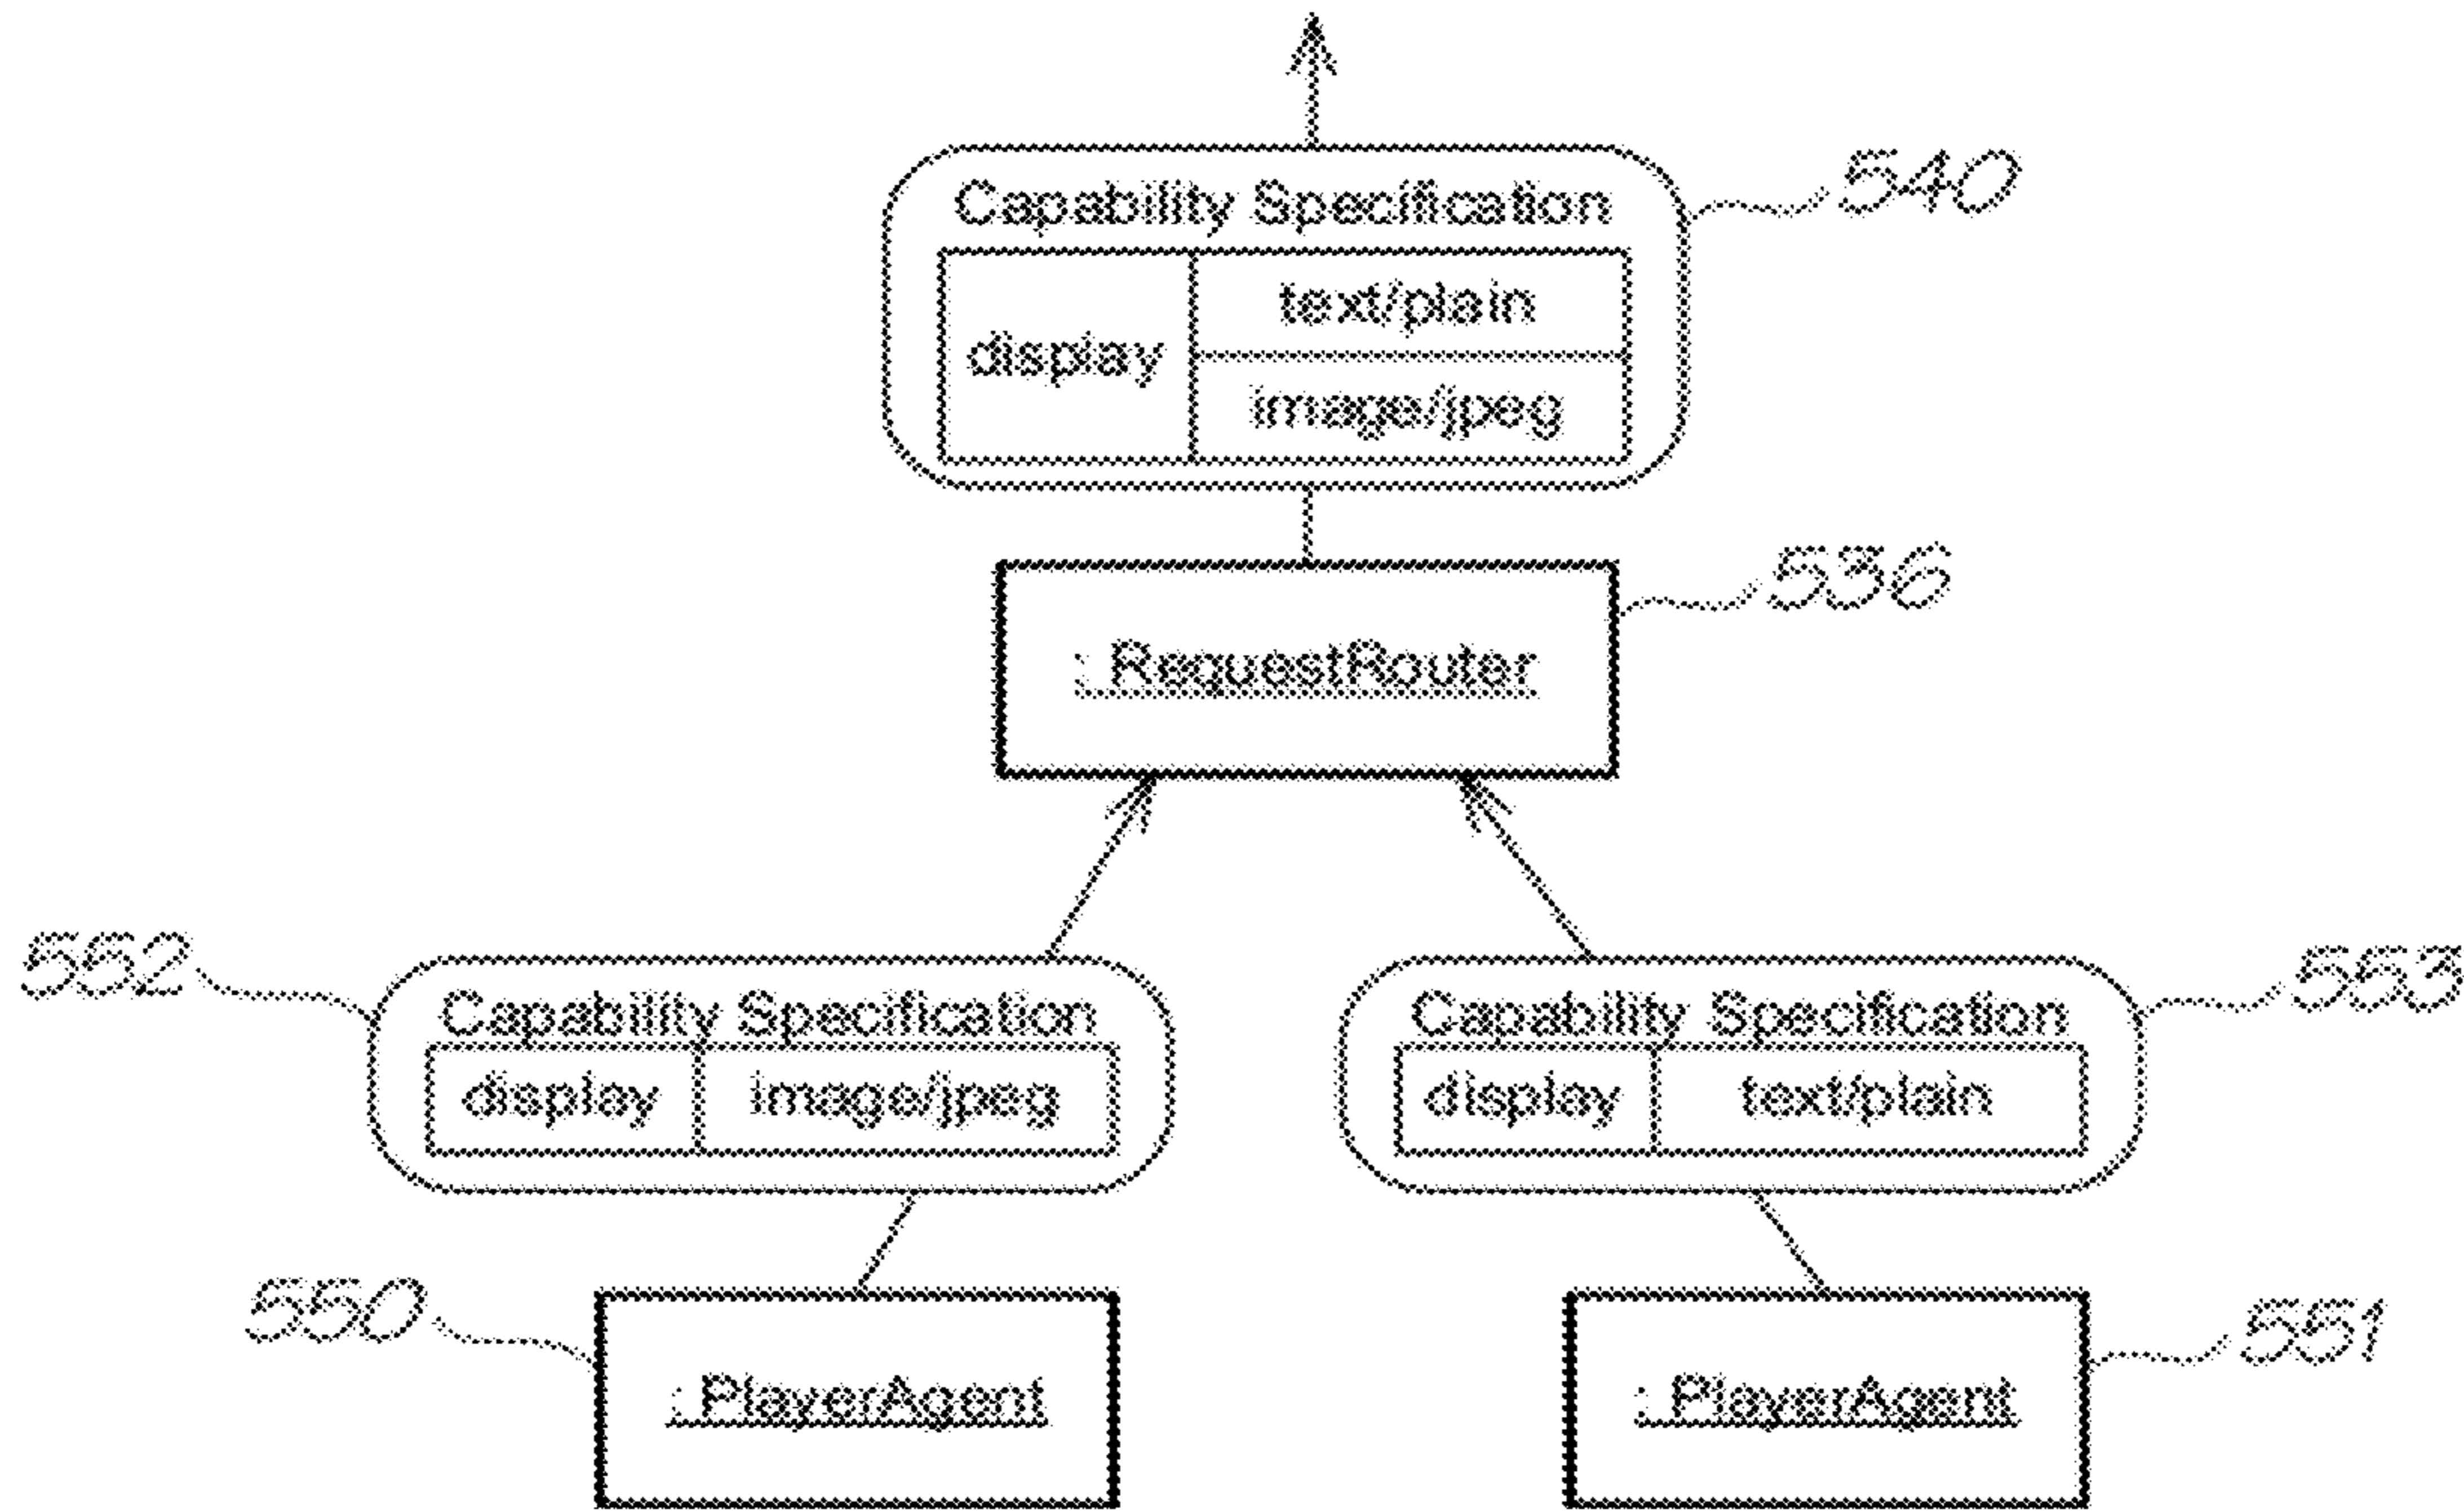 Capability Specification
540
display
text/plain
image/jpeg
536
: RequestRouter
552
Capability Specification
display image/jpeg
553
Capability Specification
display text/plain
550
: PlayerAgent
551
: PlayerAgent